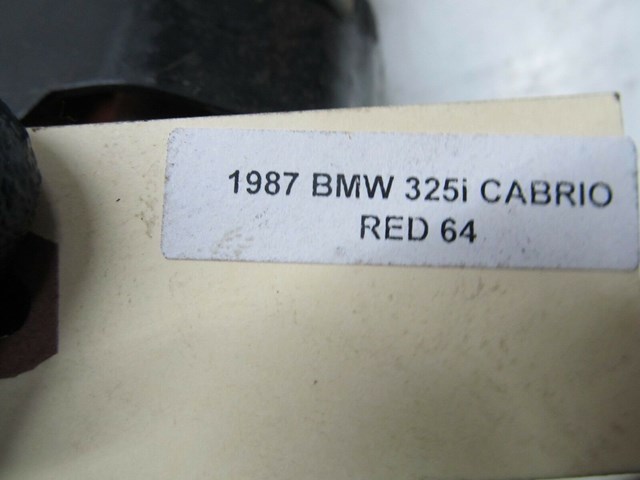 1987 BMW 325i CABRIO
RED 64